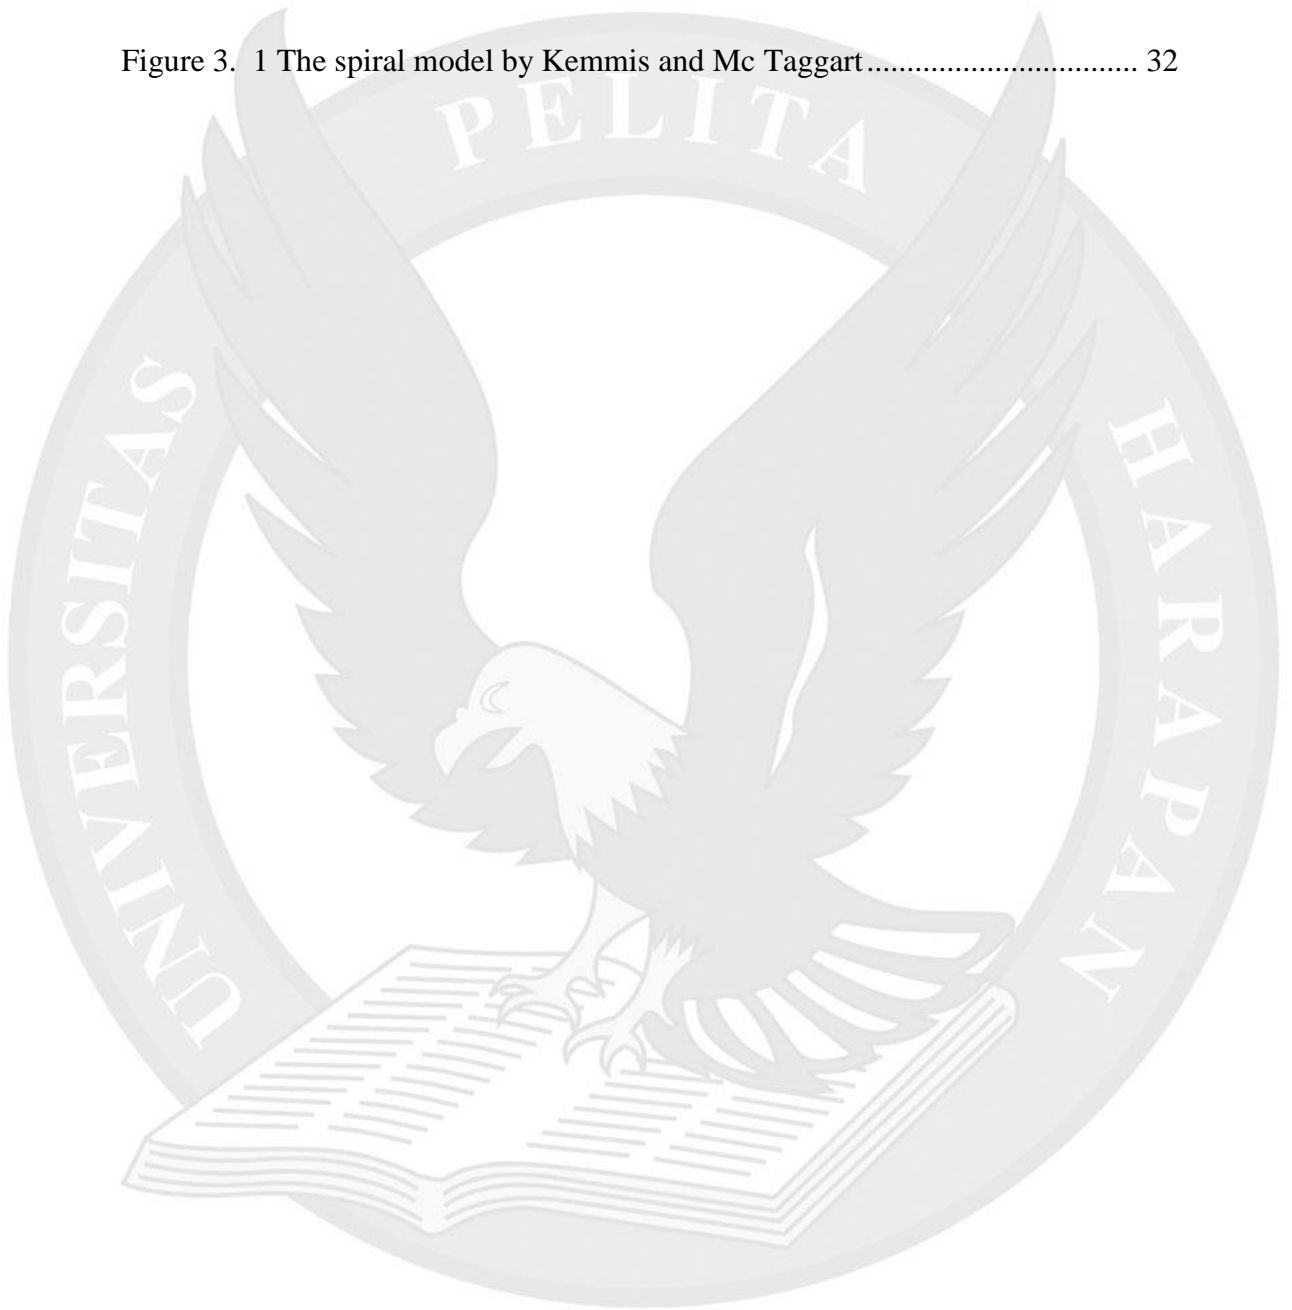 Figure 3. 1 The spiral model by Kemmis and Mc Taggart................................. 32
UNIVERSITAS PELITA HARAPAN